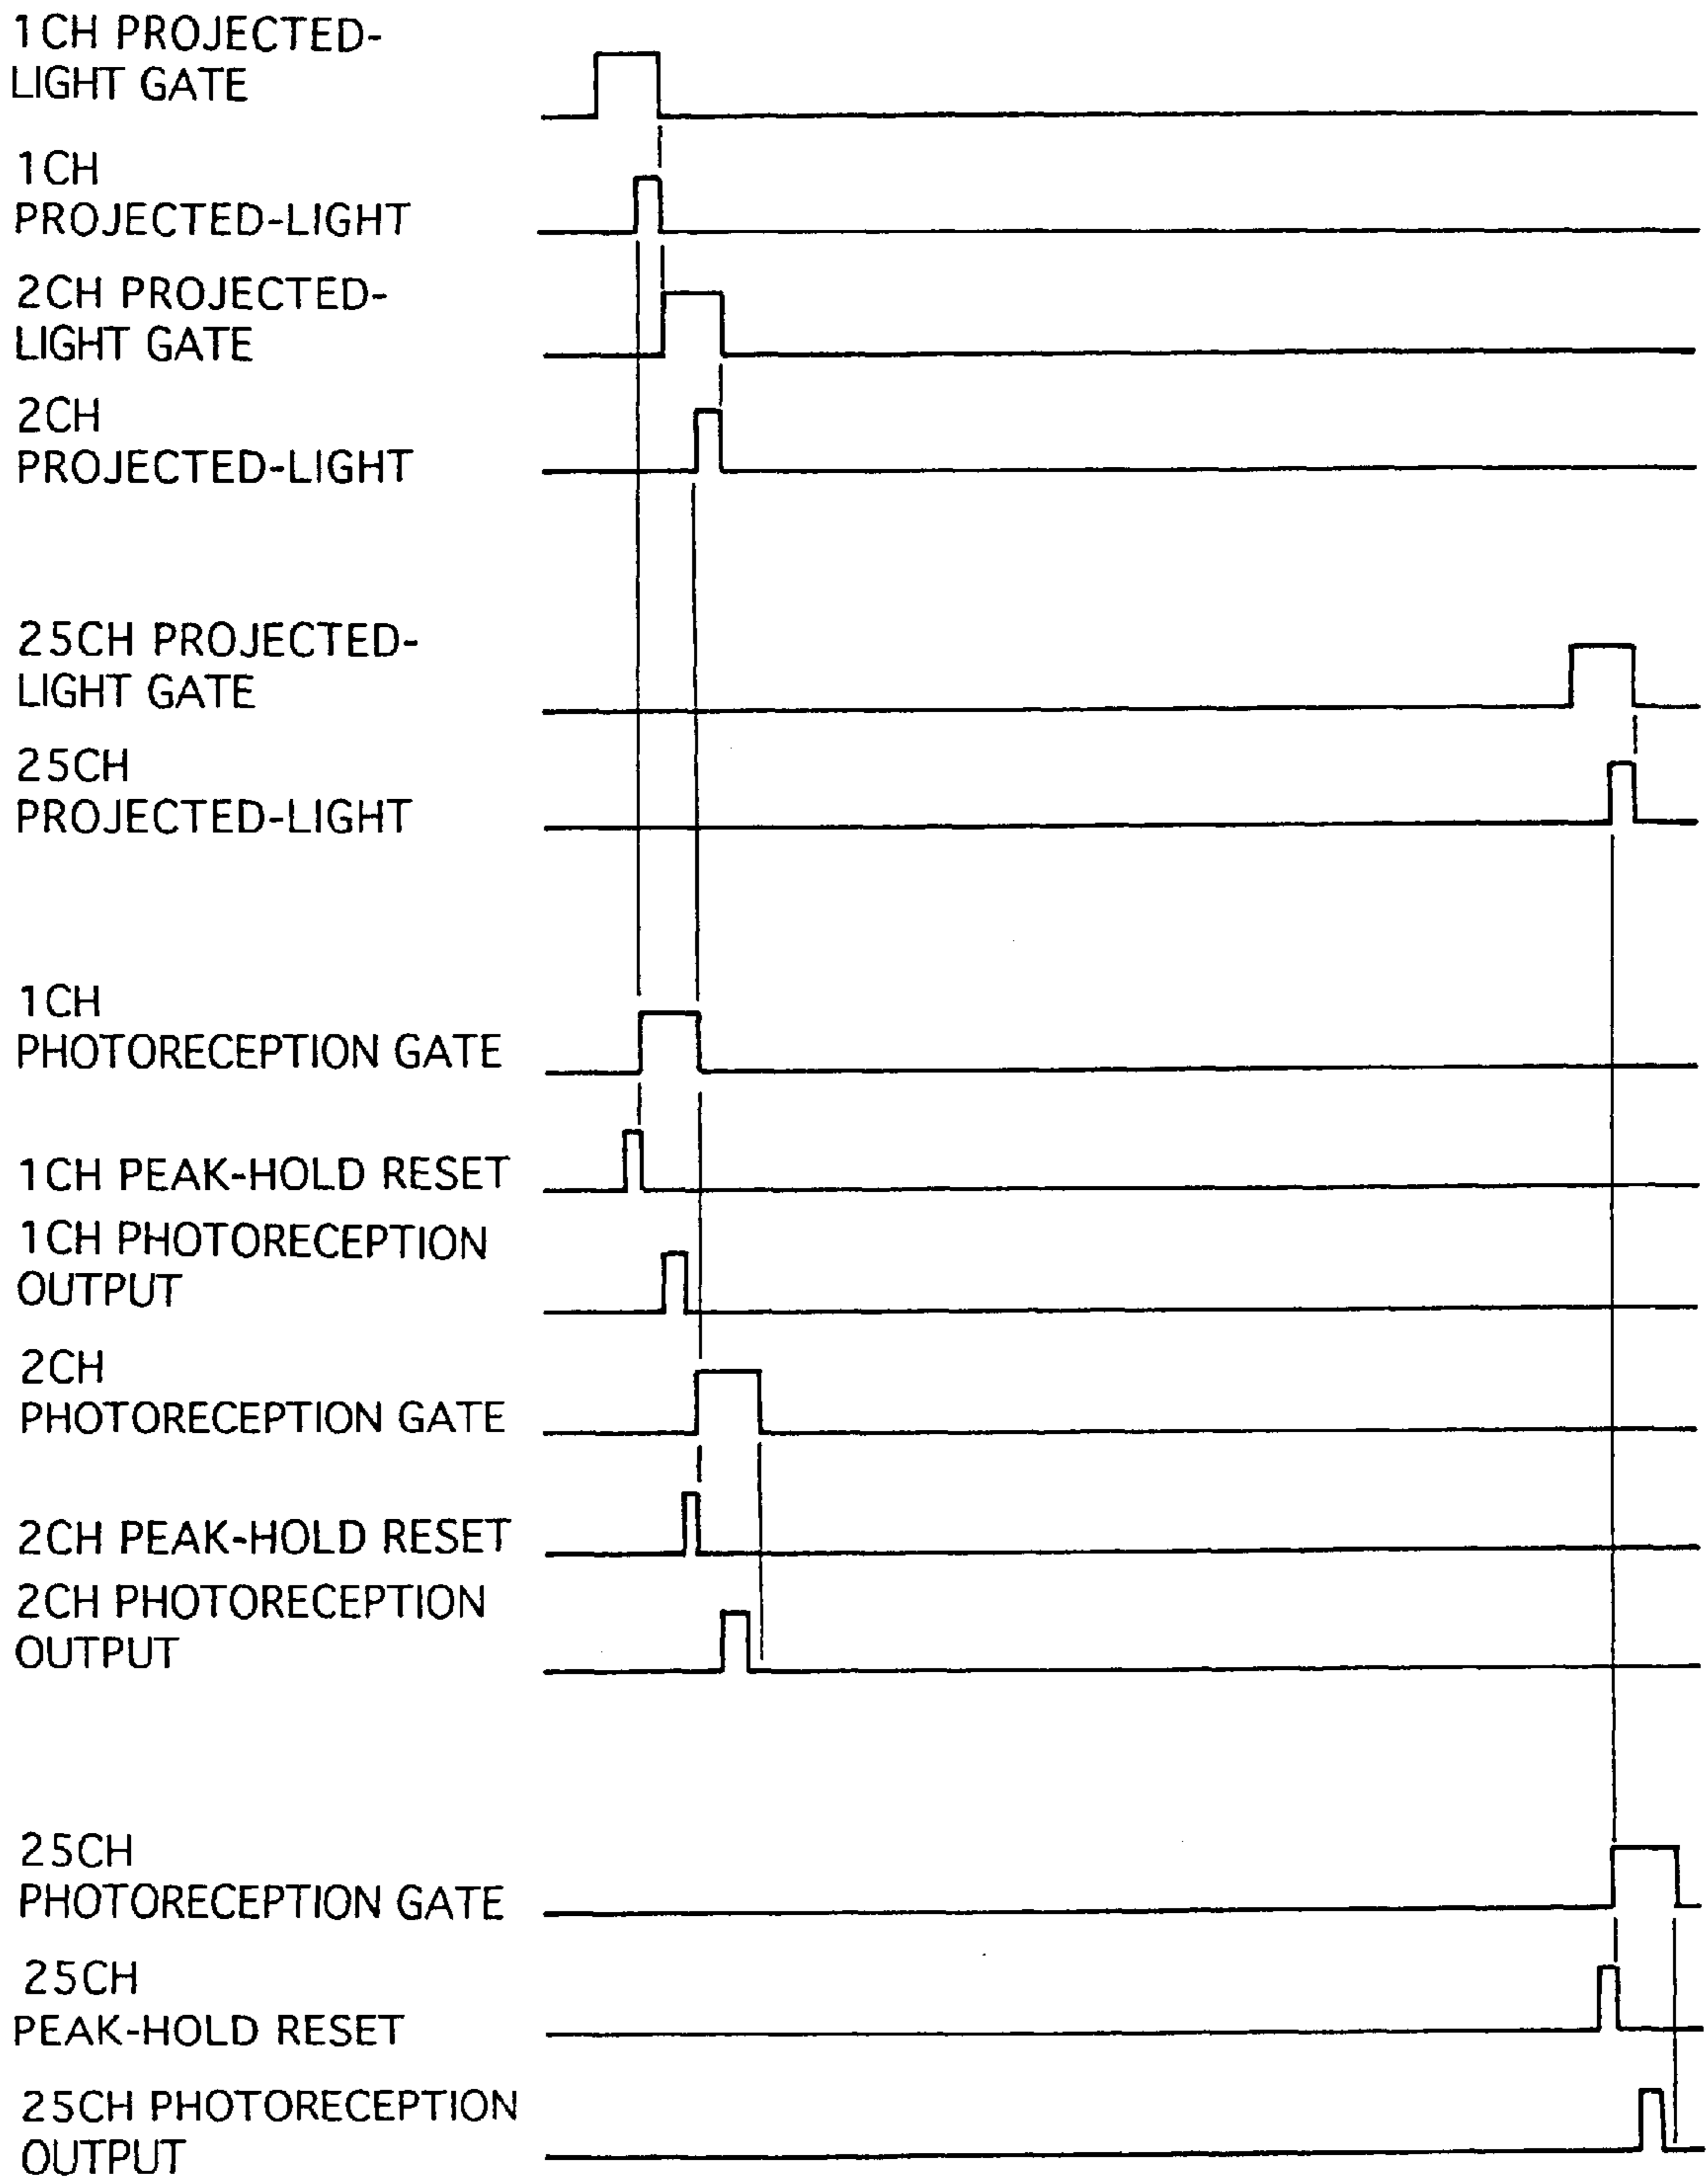 1CH PROJECTED-
LIGHT GATE
1CH
PROJECTED-LIGHT
2CH PROJECTED-
LIGHT GATE
2CH
PROJECTED-LIGHT
25CH PROJECTED-
LIGHT GATE
25CH
PROJECTED-LIGHT
1CH
PHOTORECEPTION GATE
1CH PEAK-HOLD RESET
1CH PHOTORECEPTION
OUTPUT
2CH
PHOTORECEPTION GATE
2CH PEAK-HOLD RESET
2CH PHOTORECEPTION
OUTPUT
25CH
PHOTORECEPTION GATE
25CH
PEAK-HOLD RESET
25CH PHOTORECEPTION
OUTPUT